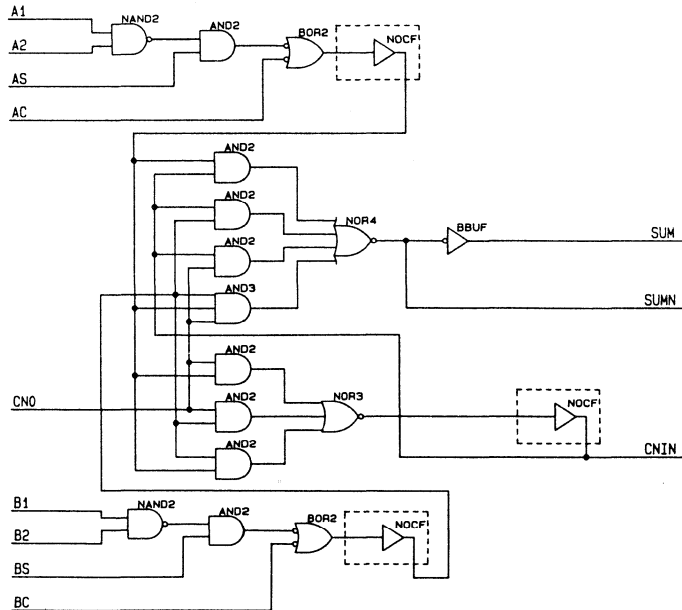 A1
NAND2
AND2
BOR2
NOCF
A2
AS
AC
AND2
AND2
NOR4
BBUF
SUM
AND2
AND3
SUMN
AND2
NOR3
NOCF
CN0
AND2
AND2
CNIN
B1
NAND2
AND2
BOR2
NOCF
B2
BS
BC